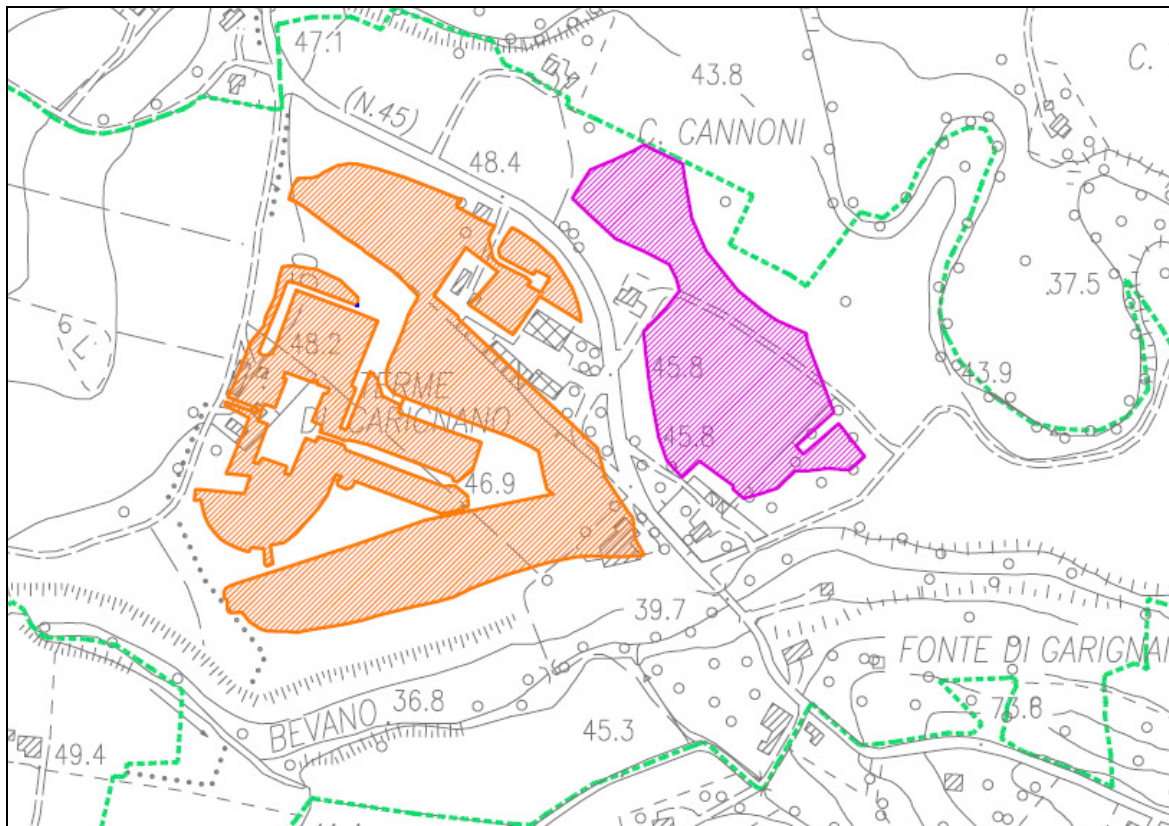 47.1
C.
43.8
(N.45)
C. CANNONI
48.4
37.5
48.2
45.8
43.9
TERME
DI CARIGNANO
45.8
46.9
39.7
FONTE DI GARIGNA
36.8
73.8
BEVANO
45.3
49.4